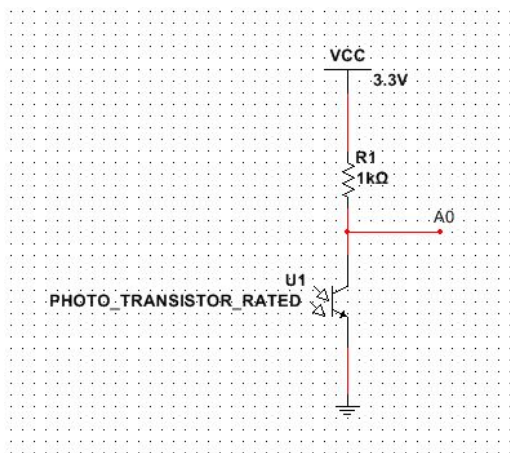 VCC
3.3V
R1
1kΩ
A0
U1
PHOTO_TRANSISTOR_RATED